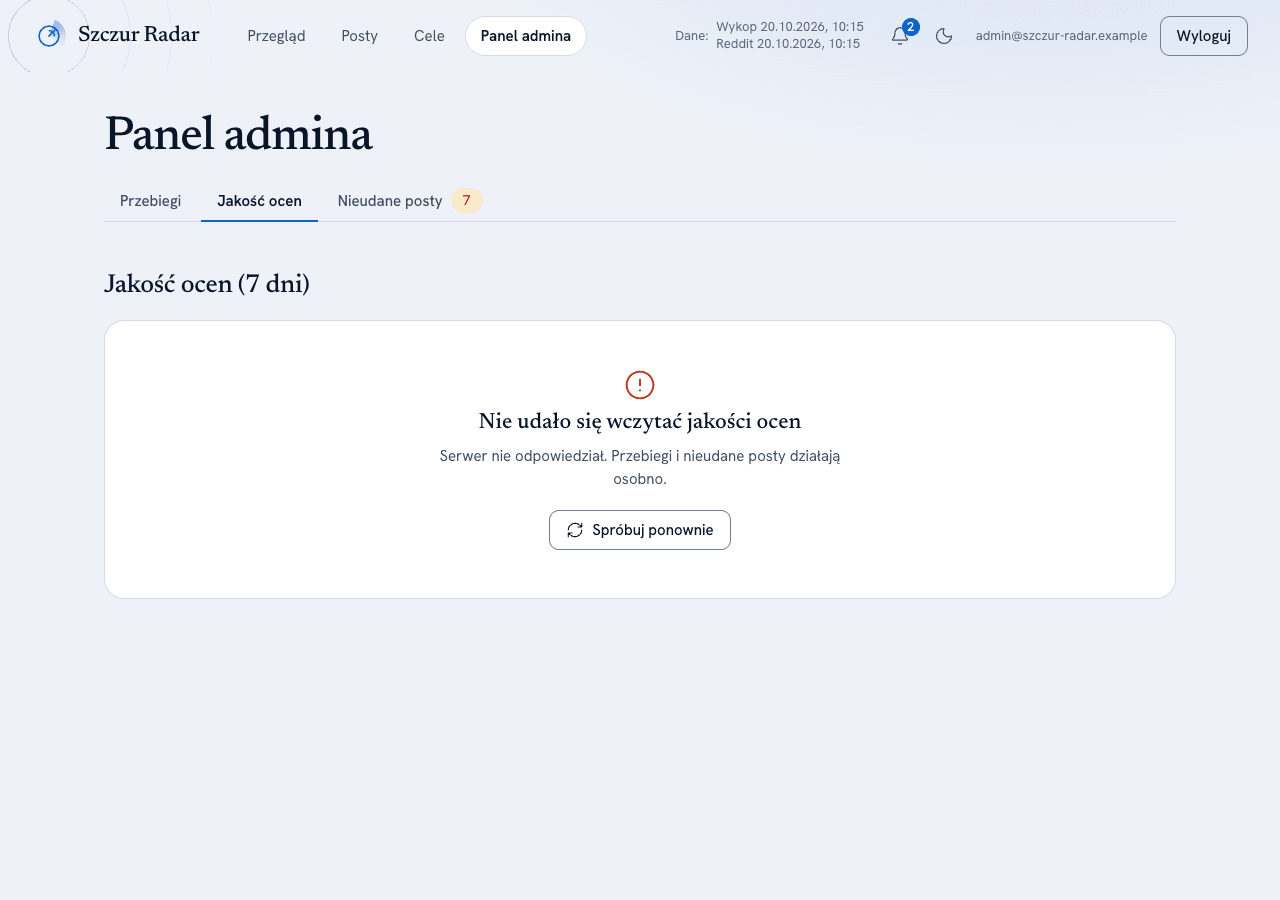 Szczur Radar
Przegląd
Posty
Cele
Panel admina
Dane:
Wykop 20.10.2026, 10:15
Reddit 20.10.2026, 10:15
2
admin@szczur-radar.example
Wyloguj
Panel admina
Przebiegi
Jakość ocen
Nieudane posty 7
Jakość ocen (7 dni)
Nie udało się wczytać jakości ocen
Serwer nie odpowiedział. Przebiegi i nieudane posty działają
osobno.
Spróbuj ponownie